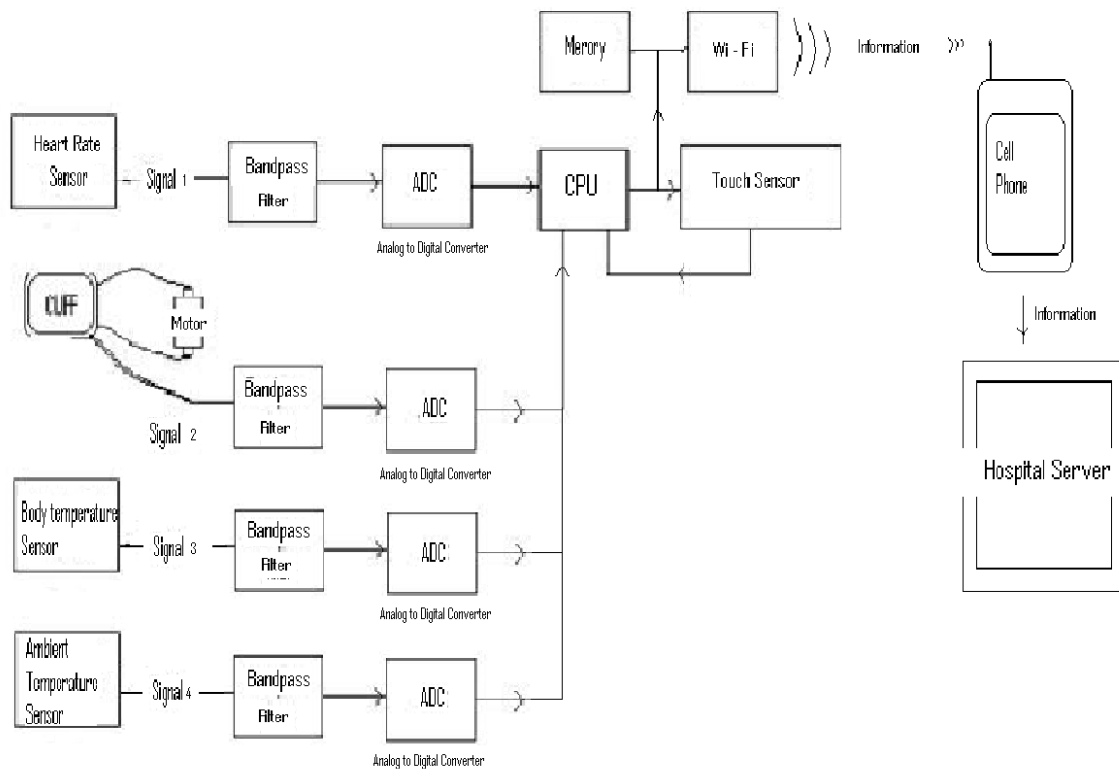 Merory
Wi - Fi
Information
Heart Rate
Sensor
Signal 1
Bandpass
Filter
ADC
Analog to Digital Converter
CPU
Touch Sensor
Cell
Phone
Information
CUFF
Motor
Signal 2
Bandpass
Filter
ADC
Analog to Digital Converter
Hospital Server
Body temperature
Sensor
Signal 3
Bandpass
Filter
ADC
Analog to Digital Converter
Ambient
Temperature
Sensor
Signal 4
Bandpass
Filter
ADC
Analog to Digital Converter